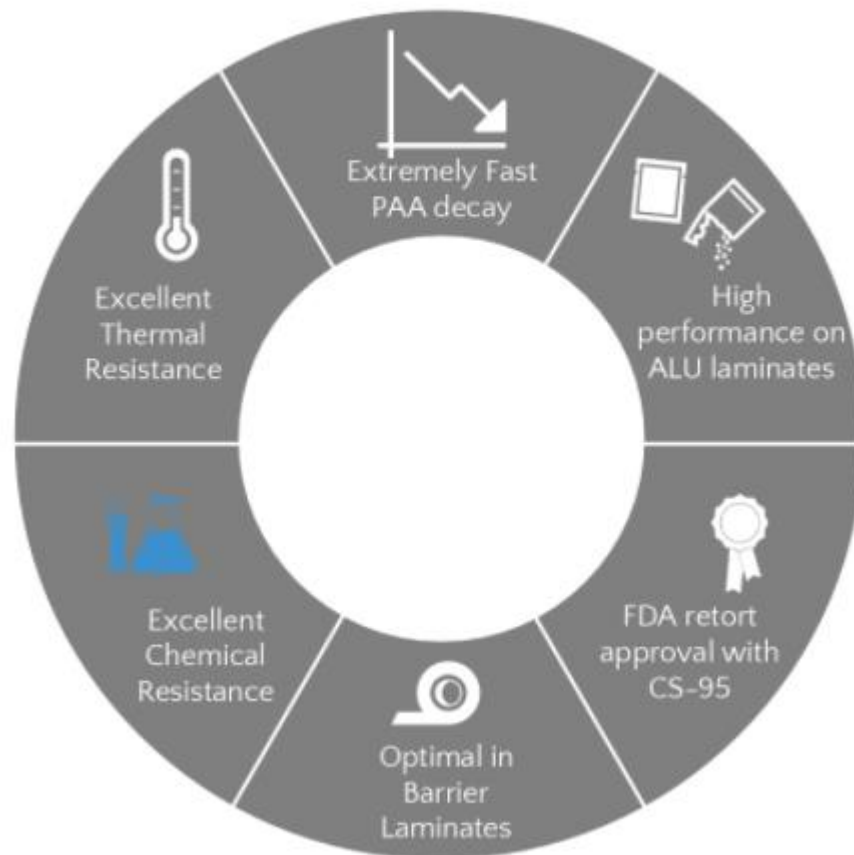 Extremely Fast
PAA decay
High
performance on
ALU laminates
FDA retort
approval with
CS-95
Optimal in
Barrier
Laminates
Excellent
Chemical
Resistance
Excellent
Thermal
Resistance